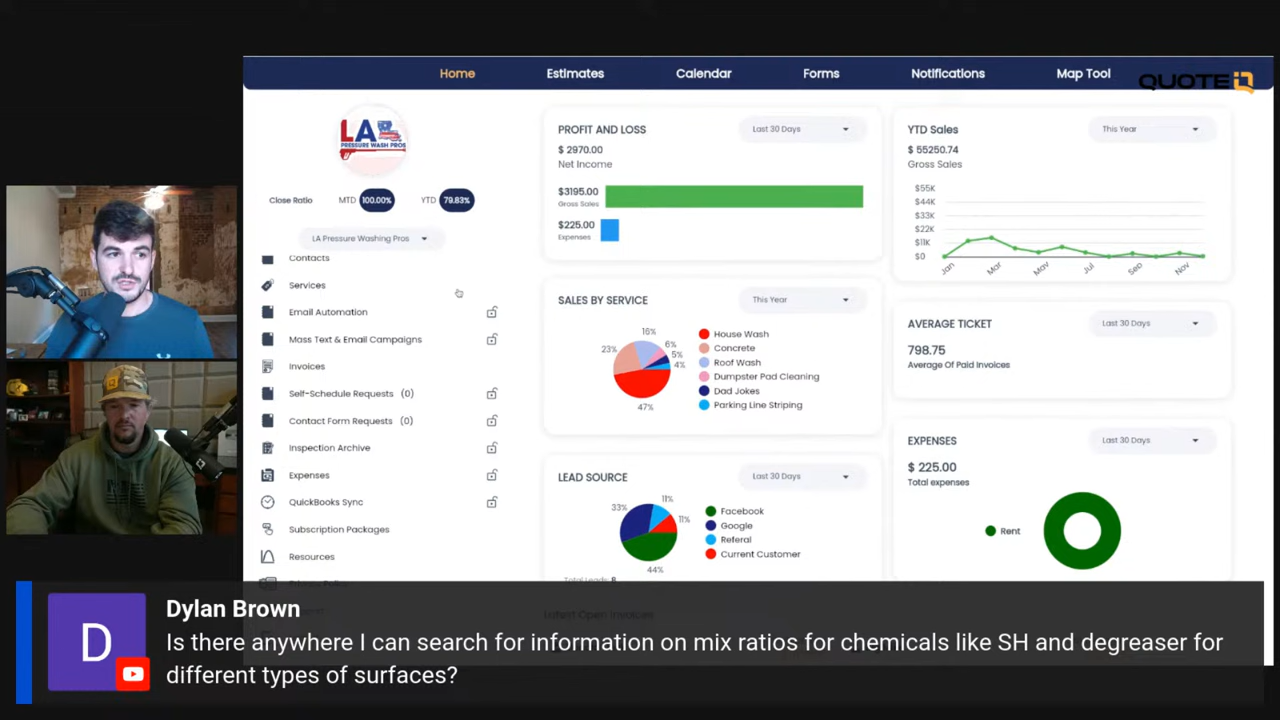 Home
Estimates
Calendar
Forms
Notifications
Map Tool
QUOTEIQ
LA
PRESSURE WASH PROS
Close Ratio
MTD
100.00%
YTD
79.83%
LA Pressure Washing Pros
Contacts
Services
Email Automation
Mass Text & Email Campaigns
Invoices
Self-Schedule Requests (0)
Contact Form Requests (0)
Inspection Archive
Expenses
QuickBooks Sync
Subscription Packages
Resources
PROFIT AND LOSS
Last 30 Days
$ 2970.00
Net Income
$3195.00
Gross Sales
$225.00
Expenses
SALES BY SERVICE
This Year
16%
6%
5%
4%
23%
47%
House Wash
Concrete
Roof Wash
Dumpster Pad Cleaning
Dad Jokes
Parking Line Striping
LEAD SOURCE
Last 30 Days
11%
33%
11%
44%
Facebook
Google
Referal
Current Customer
Total Leads: 8
Latest Open Invoices
YTD Sales
This Year
$ 55250.74
Gross Sales
$55K
$44K
$33K
$22K
$11K
$0
Jan
Mar
May
Jul
Sep
Nov
AVERAGE TICKET
Last 30 Days
798.75
Average Of Paid Invoices
EXPENSES
Last 30 Days
$ 225.00
Total expenses
Rent
D
Dylan Brown
Is there anywhere I can search for information on mix ratios for chemicals like SH and degreaser for
different types of surfaces?